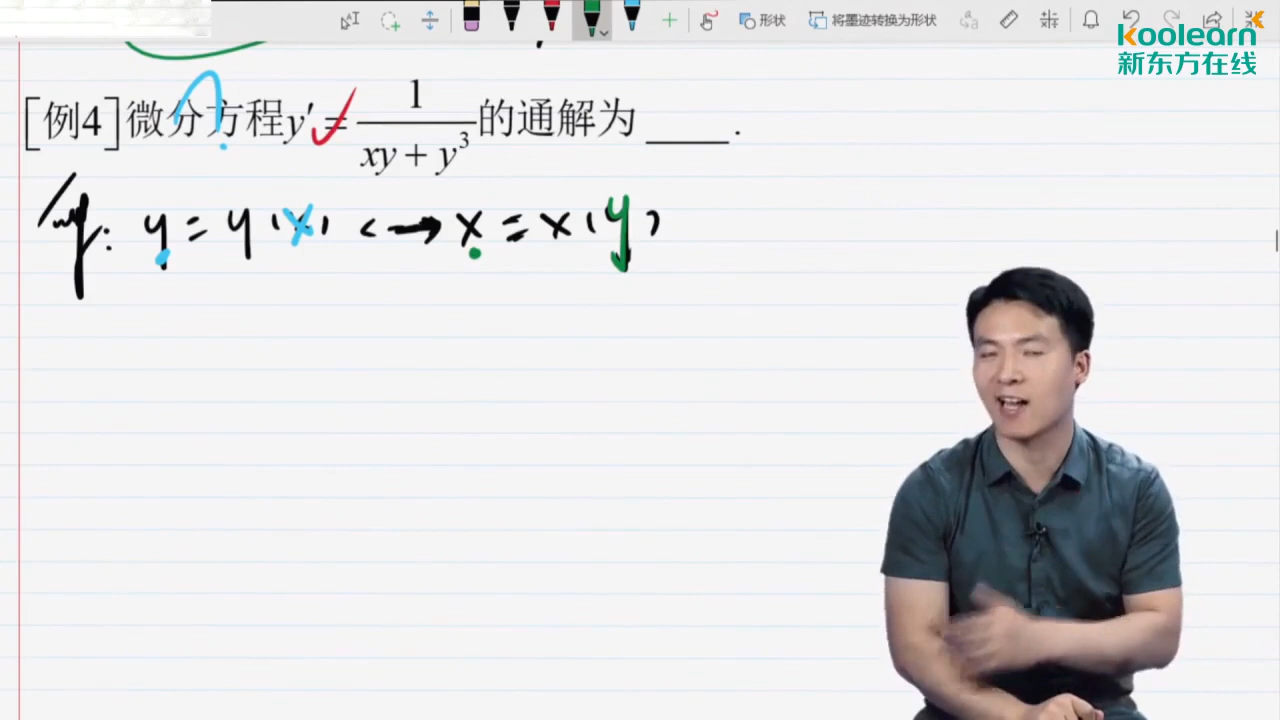 形状
将墨迹转换为形状
koolearn
新东方在线
[例4]微分方程y′=1/(xy+y³)的通解为____.
y = y(x) <-> x = x(y)